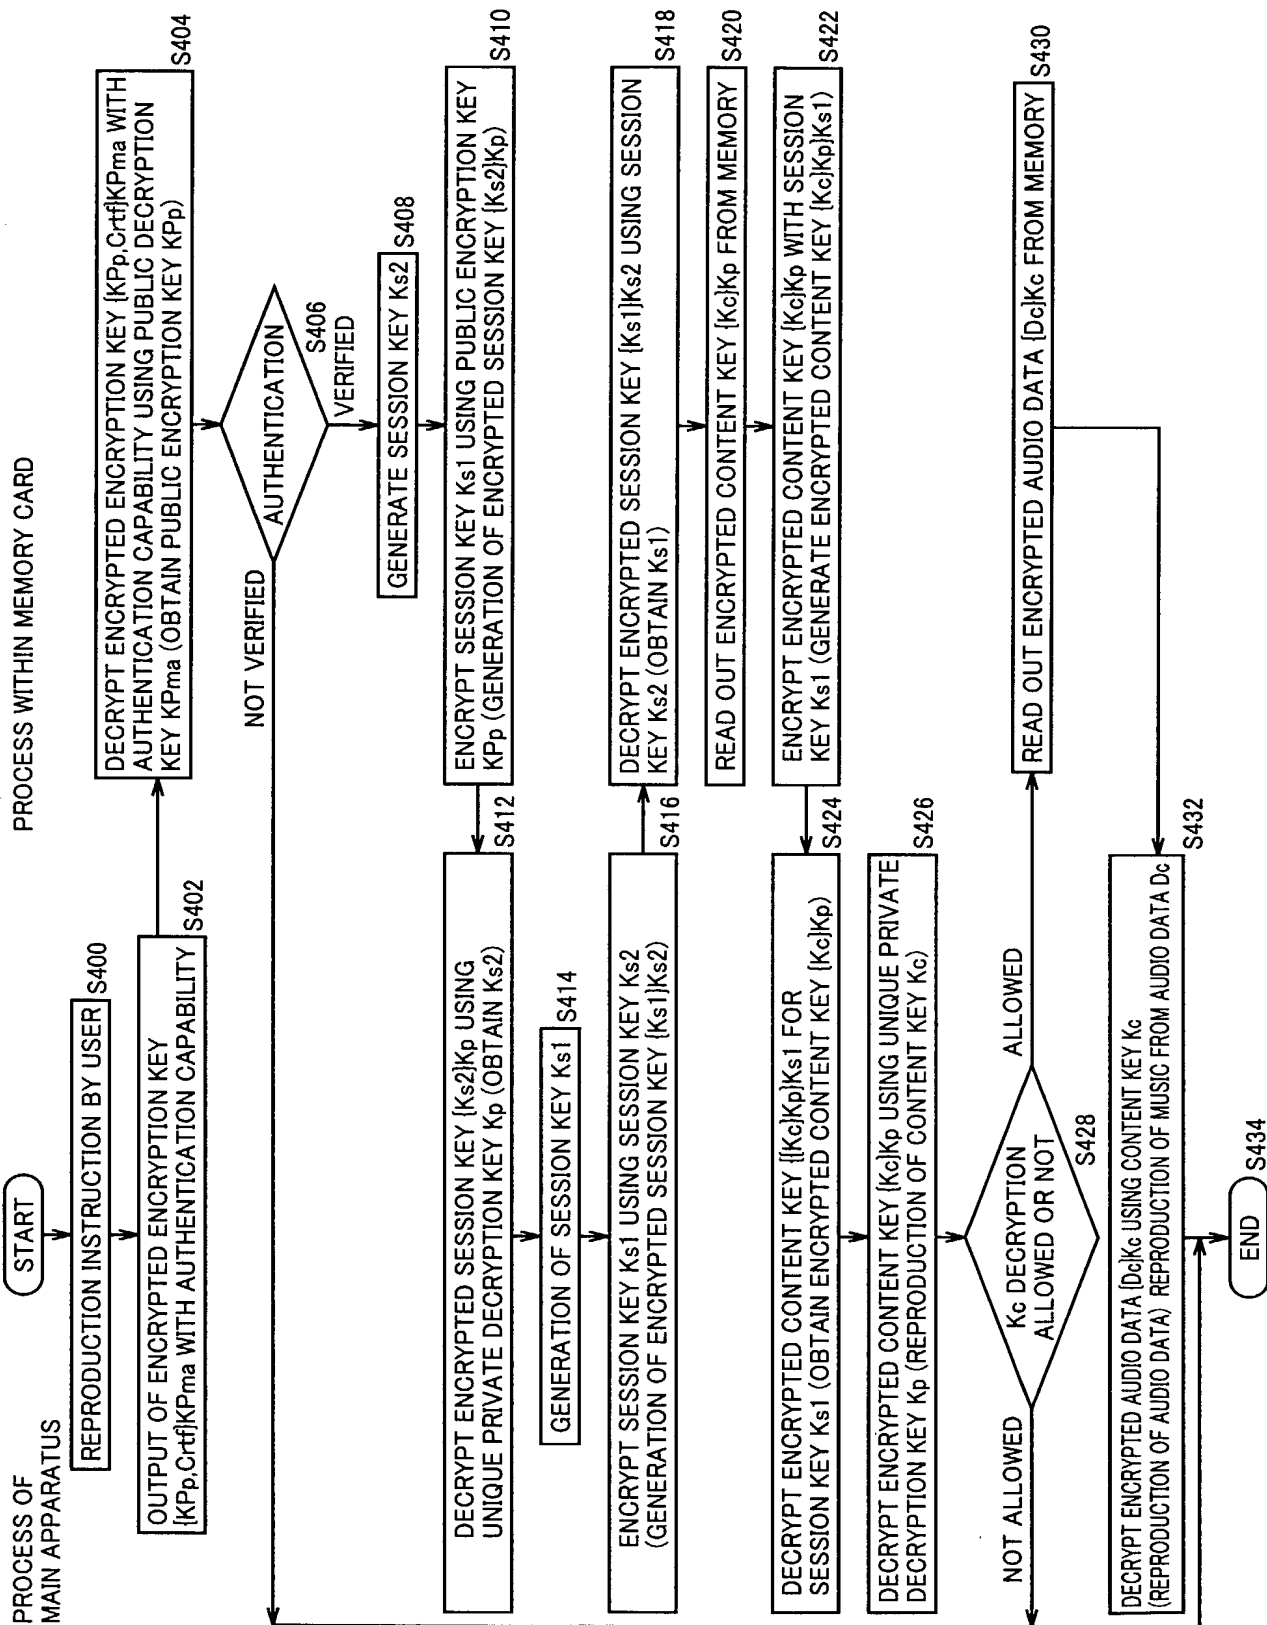 PROCESS OF
MAIN APPARATUS
PROCESS WITHIN MEMORY CARD
START
REPRODUCTION INSTRUCTION BY USER
S400
OUTPUT OF ENCRYPTED ENCRYPTION KEY
{KPp,Crtf}KPma WITH AUTHENTICATION CAPABILITY
S402
DECRYPT ENCRYPTED ENCRYPTION KEY {KPp,Crtf}KPma WITH
AUTHENTICATION CAPABILITY USING PUBLIC DECRYPTION
KEY KPma (OBTAIN PUBLIC ENCRYPTION KEY KPp)
S404
AUTHENTICATION
S406
NOT VERIFIED
VERIFIED
GENERATE SESSION KEY Ks2
S408
ENCRYPT SESSION KEY Ks1 USING PUBLIC ENCRYPTION KEY
KPp (GENERATION OF ENCRYPTED SESSION KEY {Ks2}Kp)
S410
DECRYPT ENCRYPTED SESSION KEY {Ks2}Kp USING
UNIQUE PRIVATE DECRYPTION KEY Kp (OBTAIN Ks2)
S412
GENERATION OF SESSION KEY Ks1
S414
ENCRYPT SESSION KEY Ks1 USING SESSION KEY Ks2
(GENERATION OF ENCRYPTED SESSION KEY {Ks1}Ks2)
S416
DECRYPT ENCRYPTED SESSION KEY {Ks1}Ks2 USING SESSION
KEY Ks2 (OBTAIN Ks1)
S418
READ OUT ENCRYPTED CONTENT KEY {Kc}Kp FROM MEMORY
S420
ENCRYPT ENCRYPTED CONTENT KEY {Kc}Kp WITH SESSION
KEY Ks1 (GENERATE ENCRYPTED CONTENT KEY {Kc}Kp}Ks1)
S422
DECRYPT ENCRYPTED CONTENT KEY {{Kc}Kp}Ks1 FOR
SESSION KEY Ks1 (OBTAIN ENCRYPTED CONTENT KEY {Kc}Kp)
S424
DECRYPT ENCRYPTED CONTENT KEY {Kc}Kp USING UNIQUE PRIVATE
DECRYPTION KEY Kp (REPRODUCTION OF CONTENT KEY Kc)
S426
Kc DECRYPTION
ALLOWED OR NOT
S428
NOT ALLOWED
ALLOWED
READ OUT ENCRYPTED AUDIO DATA {Dc}Kc FROM MEMORY
S430
DECRYPT ENCRYPTED AUDIO DATA {Dc}Kc USING CONTENT KEY Kc
(REPRODUCTION OF AUDIO DATA) REPRODUCTION OF MUSIC FROM AUDIO DATA Dc
S432
END
S434